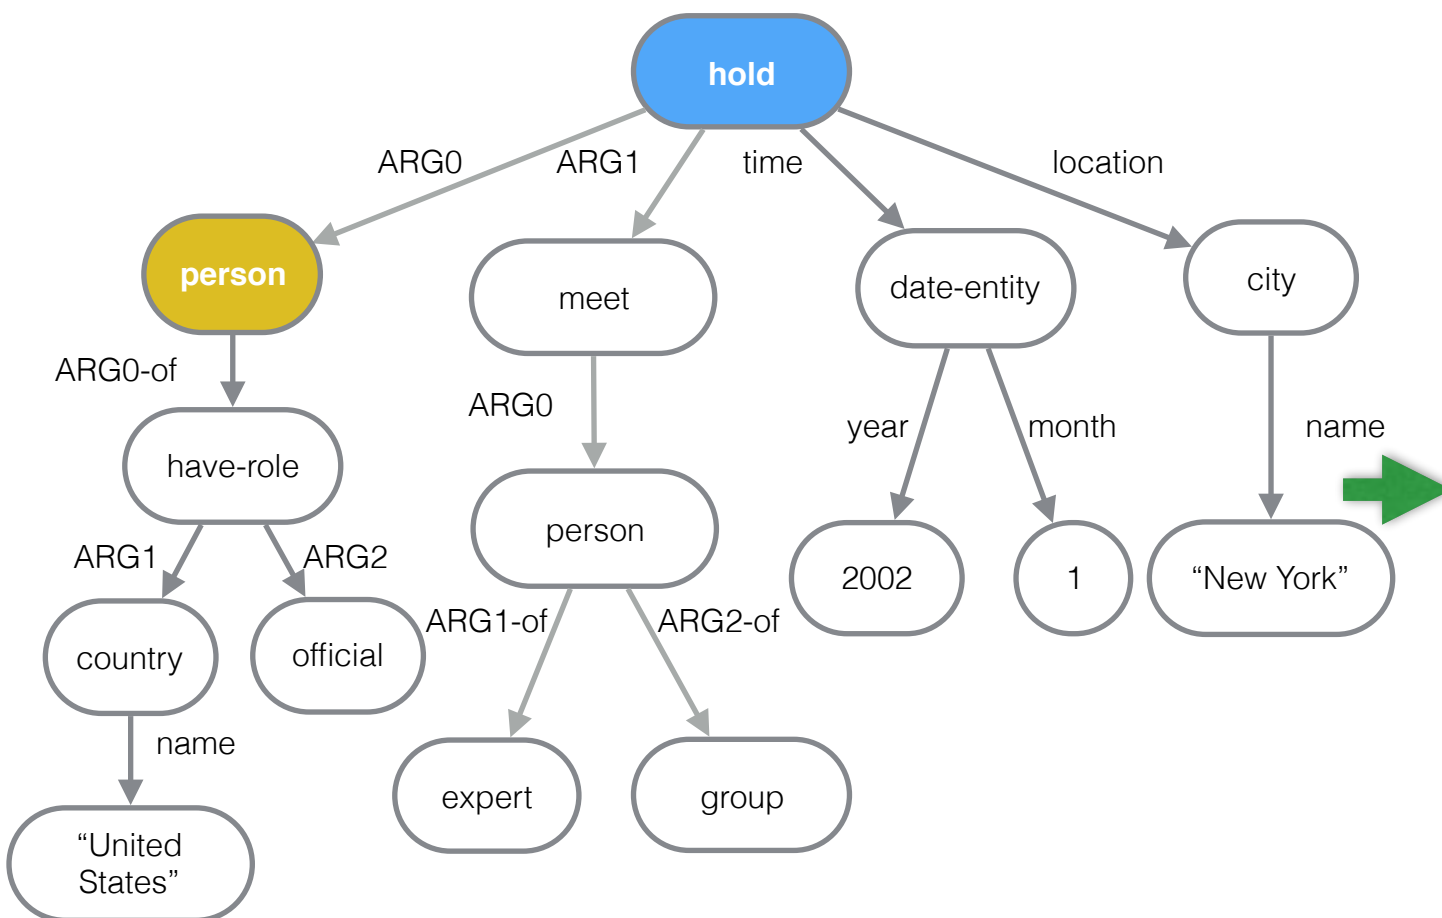 hold
ARG0
ARG1
time
location
person
meet
date-entity
city
ARG0-of
ARG0
year
month
name
have-role
person
ARG1
ARG2
2002
1
“New York”
ARG1-of
ARG2-of
country
official
name
expert
group
“United
States”